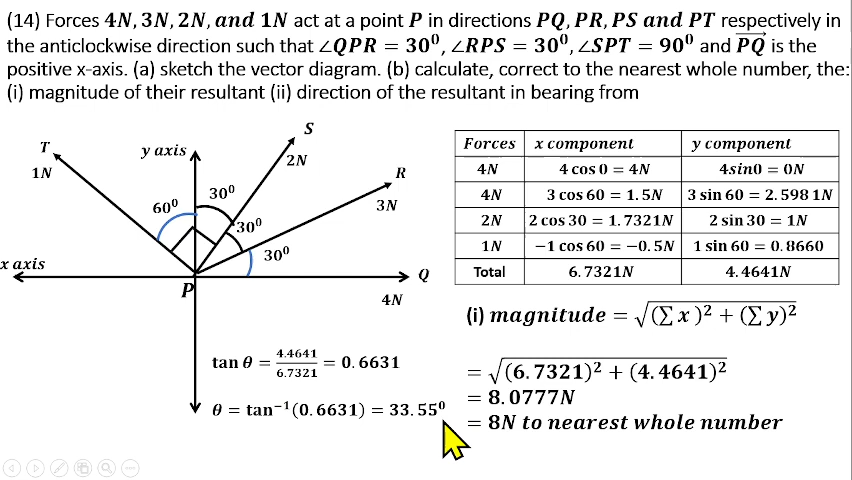 (14) Forces 4N, 3N, 2N, and 1N act at a point P in directions PQ, PR, PS and PT respectively in
the anticlockwise direction such that ∠QPR = 30⁰, ∠RPS = 30⁰, ∠SPT = 90⁰ and P͞Q⃗ is the
positive x-axis. (a) sketch the vector diagram. (b) calculate, correct to the nearest whole number, the:
(i) magnitude of their resultant (ii) direction of the resultant in bearing from
S
T
y axis
2N
1N
R
30⁰
60⁰
3N
30⁰
30⁰
x axis
Q
P
4N
tan θ = 4.4641/6.7321 = 0.6631
θ = tan⁻¹(0.6631) = 33.55⁰
Forces x component y component
4N 4 cos 0 = 4N 4sin0 = 0N
4N 3 cos 60 = 1.5N 3 sin 60 = 2.598 1N
2N 2 cos 30 = 1.7321N 2 sin 30 = 1N
1N −1 cos 60 = −0.5N 1 sin 60 = 0.8660
Total 6.7321N 4.4641N
(i) magnitude = √((∑ x )² + (∑ y)²)
= √((6.7321)² + (4.4641)²)
= 8.0777N
= 8N to nearest whole number